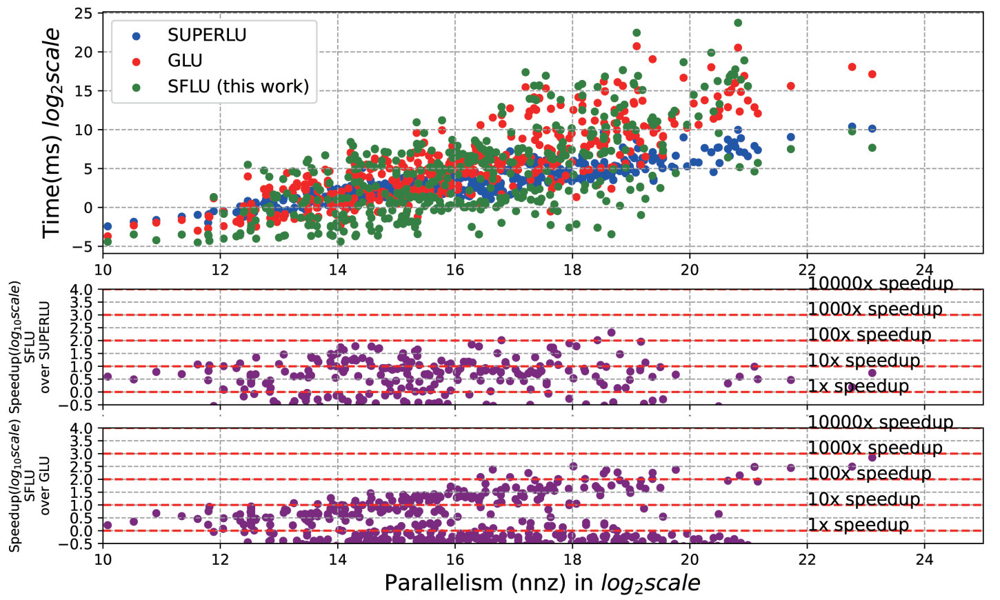 25
20
15
10
5
0
−5
Time(ms) log₂scale
SUPERLU
GLU
SFLU (this work)
10 12 14 16 18 20 22 24
Speedup(log₁₀scale)
SFLU
over SUPERLU
4.0
3.5
3.0
2.5
2.0
1.5
1.0
0.5
0.0
−0.5
10000x speedup
1000x speedup
100x speedup
10x speedup
1x speedup
Speedup(log₁₀scale)
SFLU
over GLU
4.0
3.5
3.0
2.5
2.0
1.5
1.0
0.5
0.0
−0.5
10000x speedup
1000x speedup
100x speedup
10x speedup
1x speedup
10 12 14 16 18 20 22 24
Parallelism (nnz) in log₂scale